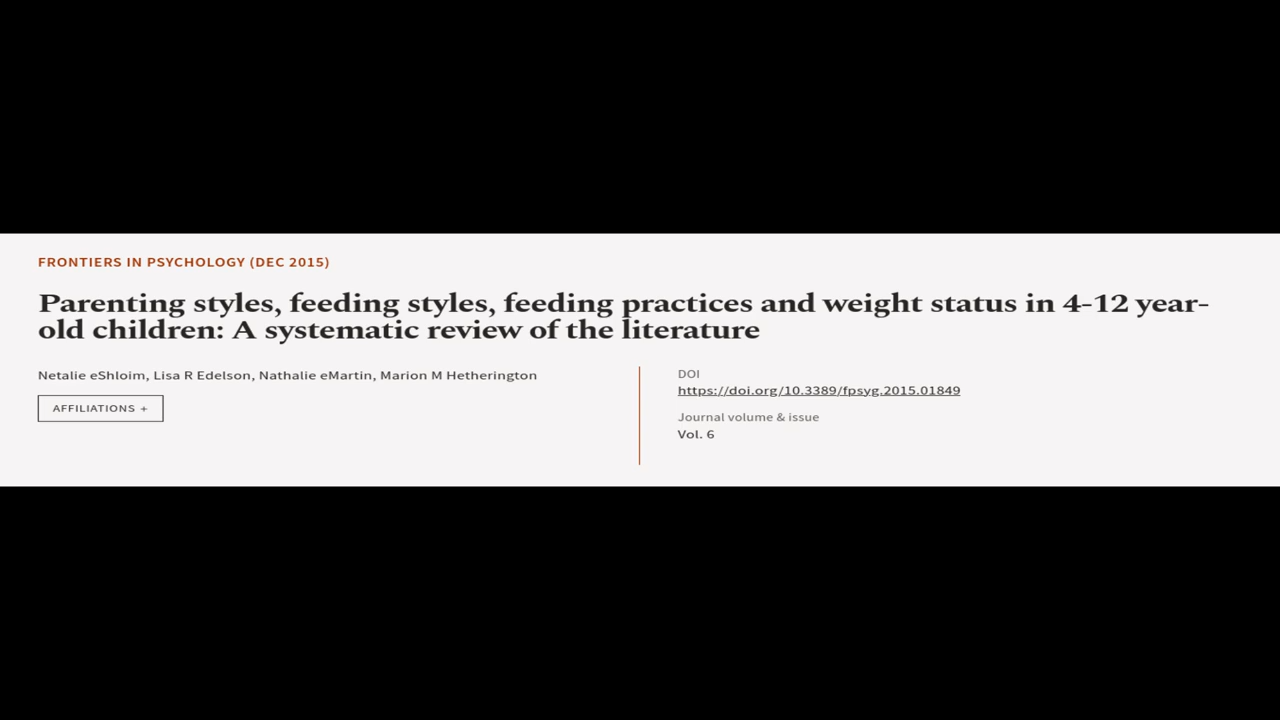 FRONTIERS IN PSYCHOLOGY (DEC 2015)
Parenting styles, feeding styles, feeding practices and weight status in 4-12 year-
old children: A systematic review of the literature
Netalie eShloim, Lisa R Edelson, Nathalie eMartin, Marion M Hetherington
AFFILIATIONS +
DOI
https://doi.org/10.3389/fpsyg.2015.01849
Journal volume & issue
Vol. 6